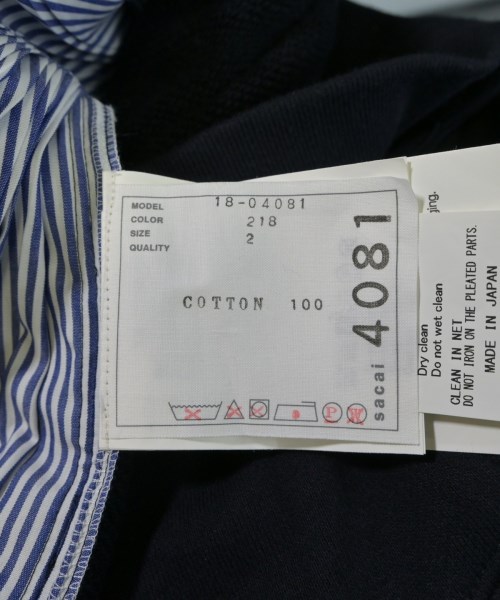 MODEL 18-04081
COLOR 218
SIZE 2
QUALITY
COTTON 100
P W
sacai 4081
ging.
Dry clean
Do not wet clean
CLEAN IN NET
DO NOT IRON ON THE PLEATED PARTS.
MADE IN JAPAN